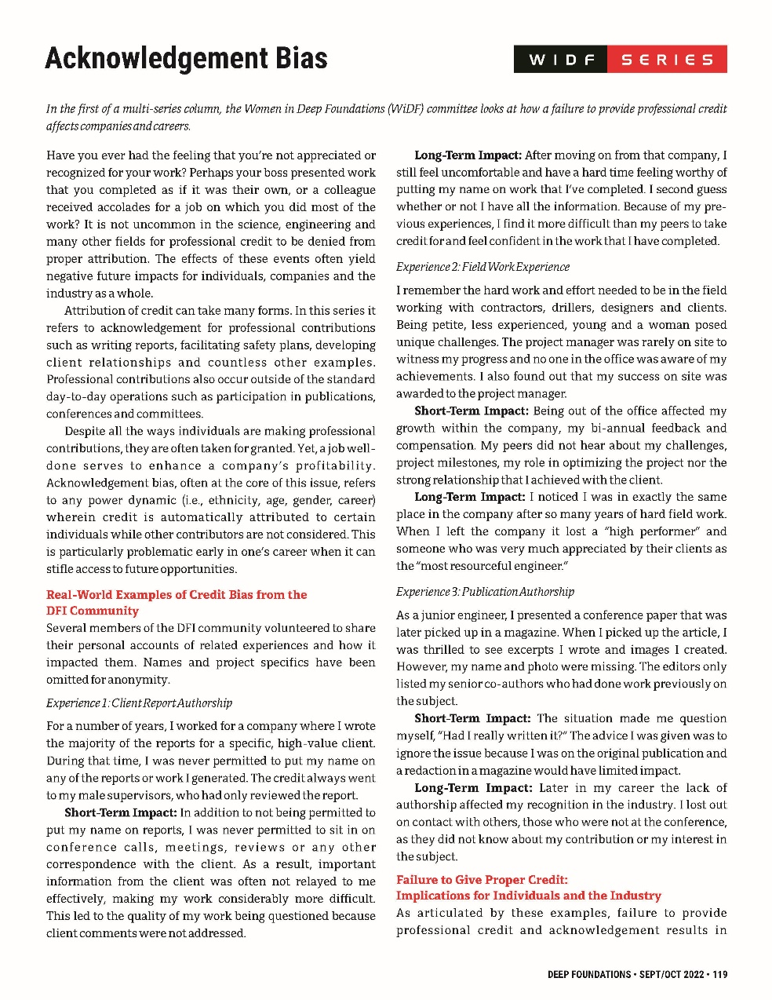 Acknowledgement Bias
WIDF SERIES
In the first of a multi-series column, the Women in Deep Foundations (WiDF) committee looks at how a failure to provide professional credit
affects companies and careers.
Have you ever had the feeling that you're not appreciated or
recognized for your work? Perhaps your boss presented work
that you completed as if it was their own, or a colleague
received accolades for a job on which you did most of the
work? It is not uncommon in the science, engineering and
many other fields for professional credit to be denied from
proper attribution. The effects of these events often yield
negative future impacts for individuals, companies and the
industry as a whole.
Attribution of credit can take many forms. In this series it
refers to acknowledgement for professional contributions
such as writing reports, facilitating safety plans, developing
client relationships and countless other examples.
Professional contributions also occur outside of the standard
day-to-day operations such as participation in publications,
conferences and committees.
Despite all the ways individuals are making professional
contributions, they are often taken for granted. Yet, a job well-
done serves to enhance a company's profitability.
Acknowledgement bias, often at the core of this issue, refers
to any power dynamic (i.e., ethnicity, age, gender, career)
wherein credit is automatically attributed to certain
individuals while other contributors are not considered. This
is particularly problematic early in one's career when it can
stifle access to future opportunities.
Real-World Examples of Credit Bias from the
DFI Community
Several members of the DFI community volunteered to share
their personal accounts of related experiences and how it
impacted them. Names and project specifics have been
omitted for anonymity.
Experience 1: Client Report Authorship
For a number of years, I worked for a company where I wrote
the majority of the reports for a specific, high-value client.
During that time, I was never permitted to put my name on
any of the reports or work I generated. The credit always went
to my male supervisors, who had only reviewed the report.
Short-Term Impact: In addition to not being permitted to
put my name on reports, I was never permitted to sit in on
conference calls, meetings, reviews or any other
correspondence with the client. As a result, important
information from the client was often not relayed to me
effectively, making my work considerably more difficult.
This led to the quality of my work being questioned because
client comments were not addressed.
Long-Term Impact: After moving on from that company, I
still feel uncomfortable and have a hard time feeling worthy of
putting my name on work that I've completed. I second guess
whether or not I have all the information. Because of my pre-
vious experiences, I find it more difficult than my peers to take
credit for and feel confident in the work that I have completed.
Experience 2: Field Work Experience
I remember the hard work and effort needed to be in the field
working with contractors, drillers, designers and clients.
Being petite, less experienced, young and a woman posed
unique challenges. The project manager was rarely on site to
witness my progress and no one in the office was aware of my
achievements. I also found out that my success on site was
awarded to the project manager.
Short-Term Impact: Being out of the office affected my
growth within the company, my bi-annual feedback and
compensation. My peers did not hear about my challenges,
project milestones, my role in optimizing the project nor the
strong relationship that I achieved with the client.
Long-Term Impact: I noticed I was in exactly the same
place in the company after so many years of hard field work.
When I left the company it lost a "high performer" and
someone who was very much appreciated by their clients as
the "most resourceful engineer."
Experience 3: Publication Authorship
As a junior engineer, I presented a conference paper that was
later picked up in a magazine. When I picked up the article, I
was thrilled to see excerpts I wrote and images I created.
However, my name and photo were missing. The editors only
listed my senior co-authors who had done work previously on
the subject.
Short-Term Impact: The situation made me question
myself, "Had I really written it?" The advice I was given was to
ignore the issue because I was on the original publication and
a redaction in a magazine would have limited impact.
Long-Term Impact: Later in my career the lack of
authorship affected my recognition in the industry. I lost out
on contact with others, those who were not at the conference,
as they did not know about my contribution or my interest in
the subject.
Failure to Give Proper Credit:
Implications for Individuals and the Industry
As articulated by these examples, failure to provide
professional credit and acknowledgement results in
DEEP FOUNDATIONS • SEPT/OCT 2022 • 119